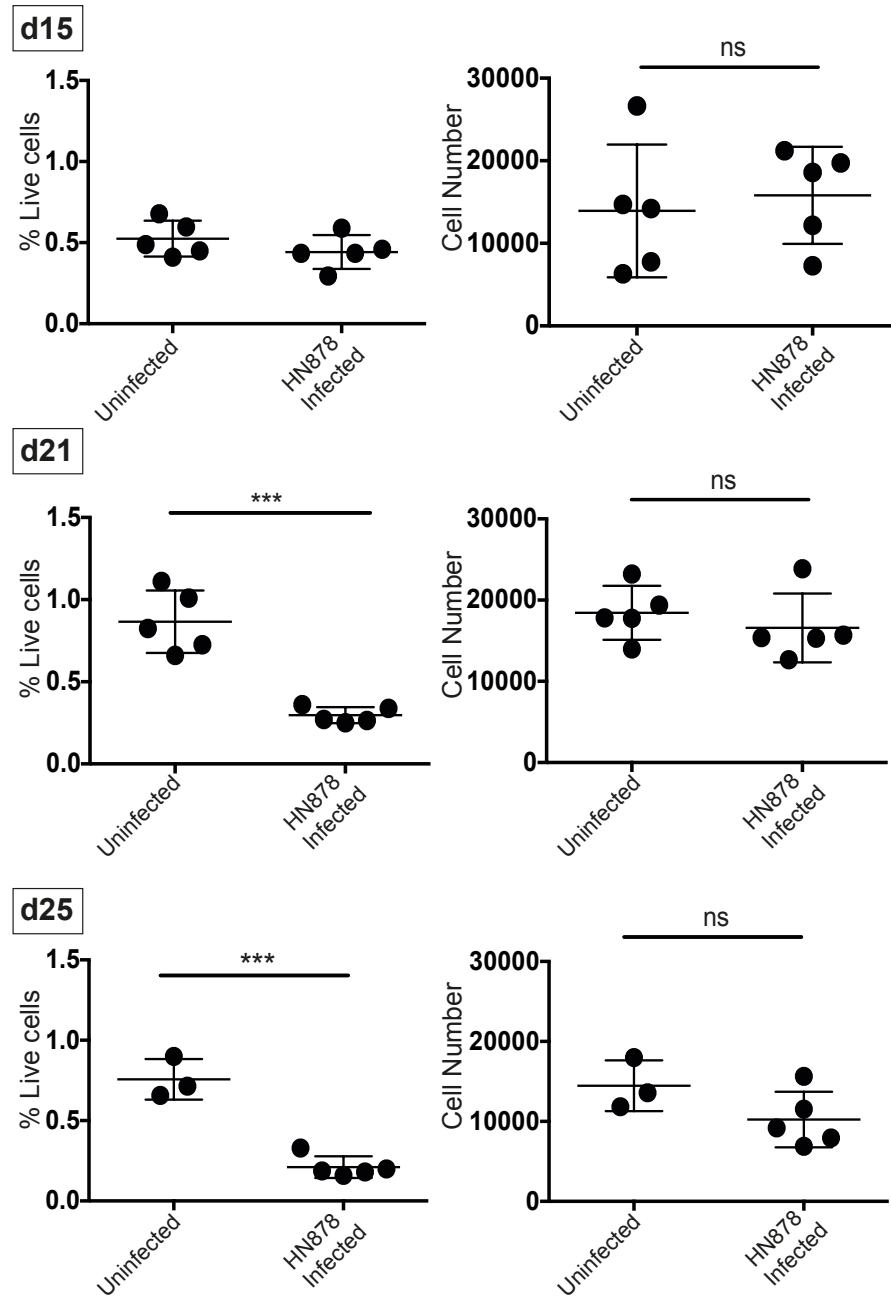 d15
1.5
1.0
0.5
0.0
% Live cells
Uninfected
HN878
Infected
ns
30000
20000
10000
0
Cell Number
Uninfected
HN878
Infected
d21
***
1.5
1.0
0.5
0.0
% Live cells
Uninfected
HN878
Infected
ns
30000
20000
10000
0
Cell Number
Uninfected
HN878
Infected
d25
***
1.5
1.0
0.5
0.0
% Live cells
Uninfected
HN878
Infected
ns
30000
20000
10000
0
Cell Number
Uninfected
HN878
Infected